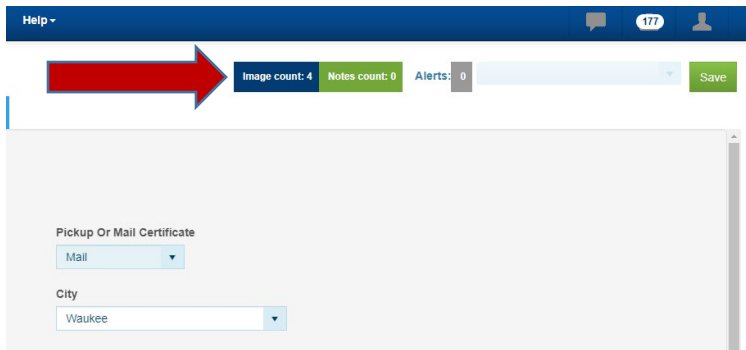 Help
177
Image count: 4 Notes count: 0 Alerts: 0 Save
Pickup Or Mail Certificate
Mail
City
Waukee